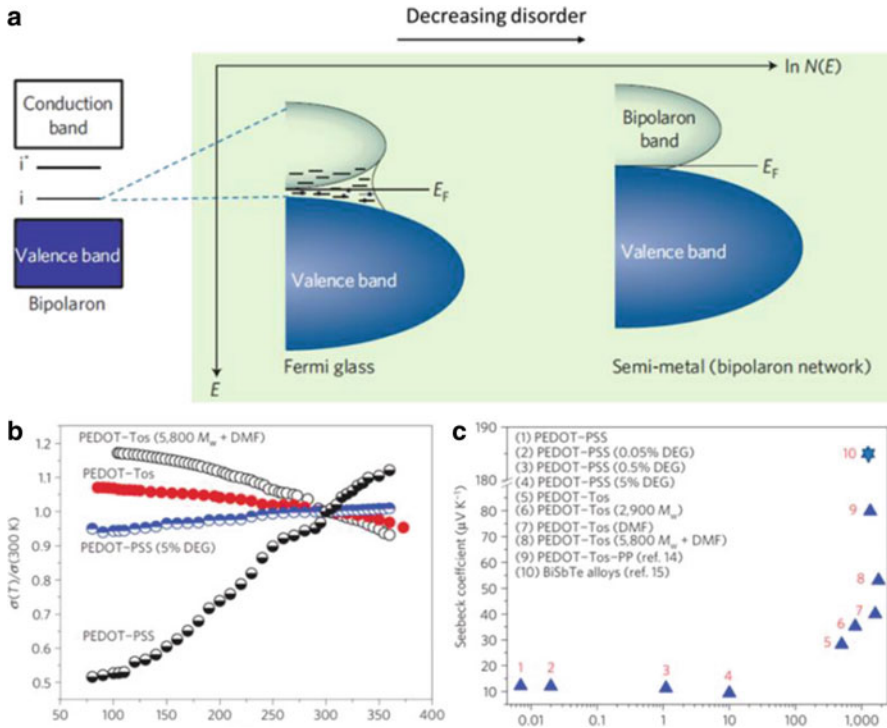 a
Decreasing disorder
ln N(E)
Conduction
band
i*
i
Valence band
Bipolaron
E_F
Valence band
Fermi glass
E
Bipolaron
band
E_F
Valence band
Semi-metal (bipolaron network)
b
σ(T)/σ(300 K)
1.2
1.1
1.0
0.9
0.8
0.7
0.6
0.5
PEDOT–Tos (5,800 M_w + DMF)
PEDOT–Tos
PEDOT–PSS (5% DEG)
PEDOT–PSS
50 100 150 200 250 300 350 400
c
Seebeck coeffcient (μV K⁻¹)
190
180
80
70
60
50
40
30
20
10
(1) PEDOT–PSS
(2) PEDOT–PSS (0.05% DEG)
(3) PEDOT–PSS (0.5% DEG)
(4) PEDOT–PSS (5% DEG)
(5) PEDOT–Tos
(6) PEDOT–Tos (2,900 M_w)
(7) PEDOT–Tos (DMF)
(8) PEDOT–Tos (5,800 M_w + DMF)
(9) PEDOT–Tos–PP (ref. 14)
(10) BiSbTe alloys (ref. 15)
10
9
8
7
6
5
1 2 3 4
0.01 0.1 1 10 100 1,000